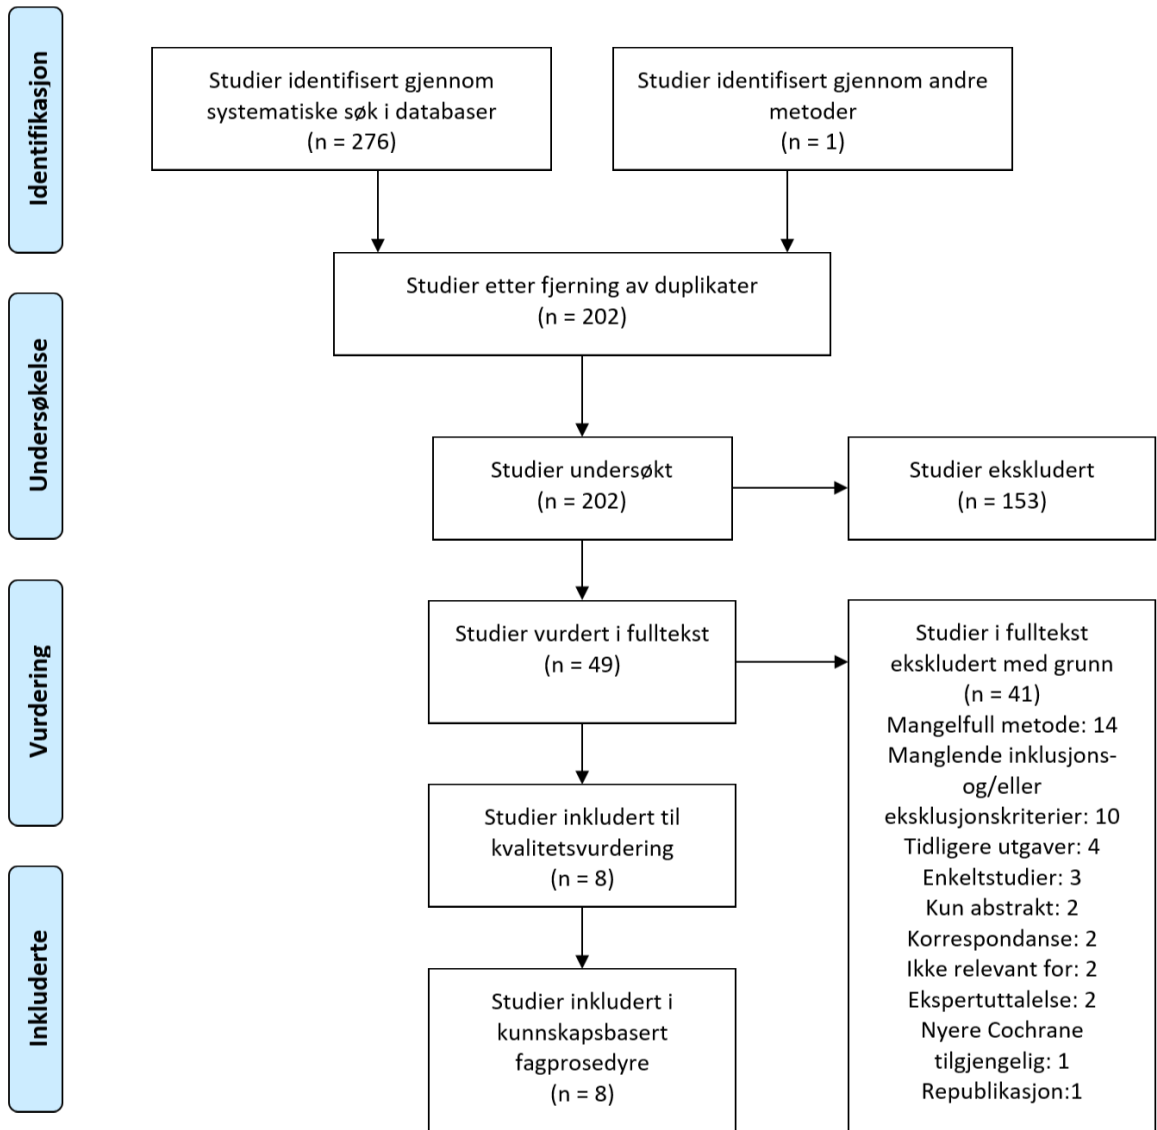 Identifikasjon
Studier identifisert gjennom
systematiske søk i databaser
(n = 276)
Studier identifisert gjennom andre
metoder
(n = 1)
Studier etter fjerning av duplikater
(n = 202)
Undersøkelse
Studier undersøkt
(n = 202)
Studier ekskludert
(n = 153)
Vurdering
Studier vurdert i fulltekst
(n = 49)
Studier i fulltekst
ekskludert med grunn
(n = 41)
Mangelfull metode: 14
Manglende inklusjons-
og/eller
eksklusjonskriterier: 10
Tidligere utgaver: 4
Enkeltstudier: 3
Kun abstrakt: 2
Korrespondanse: 2
Ikke relevant for: 2
Ekspertuttalelse: 2
Nyere Cochrane
tilgjengelig: 1
Republikasjon:1
Studier inkludert til
kvalitetsvurdering
(n = 8)
Inkluderte
Studier inkludert i
kunnskapsbasert
fagprosedyre
(n = 8)